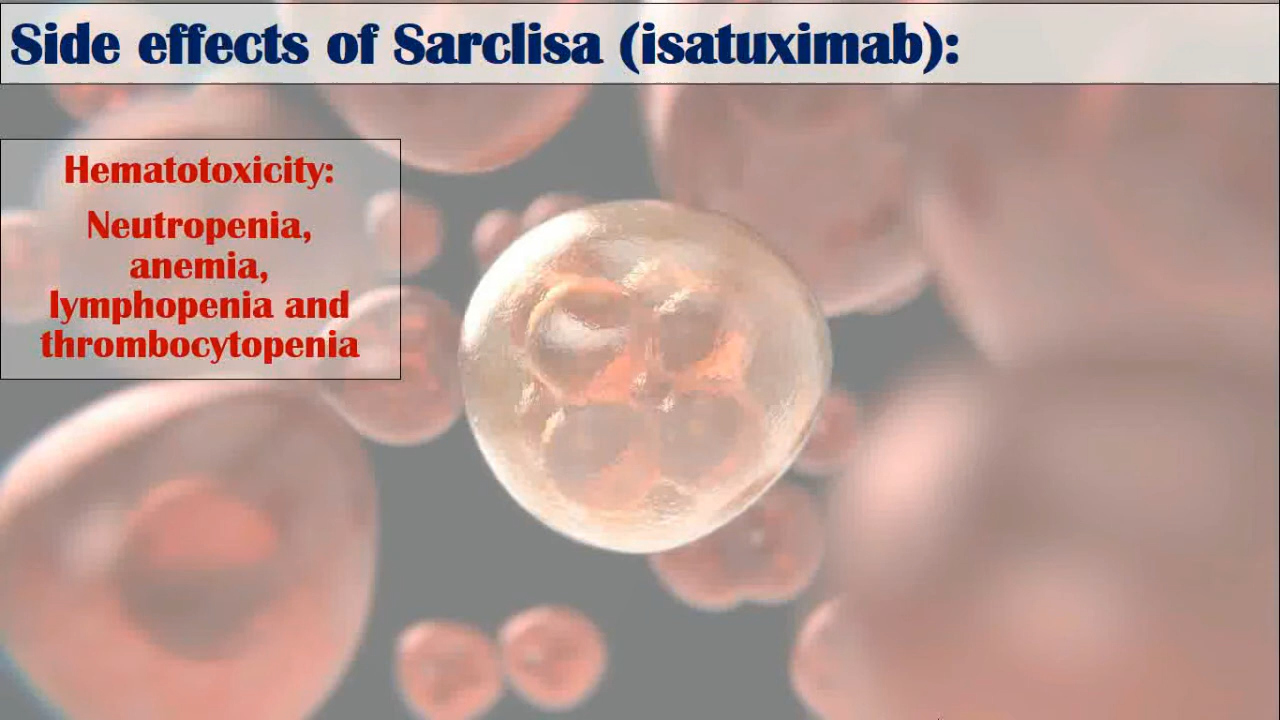 Side effects of Sarclisa (isatuximab):
Hematotoxicity:
Neutropenia,
anemia,
lymphopenia and
thrombocytopenia